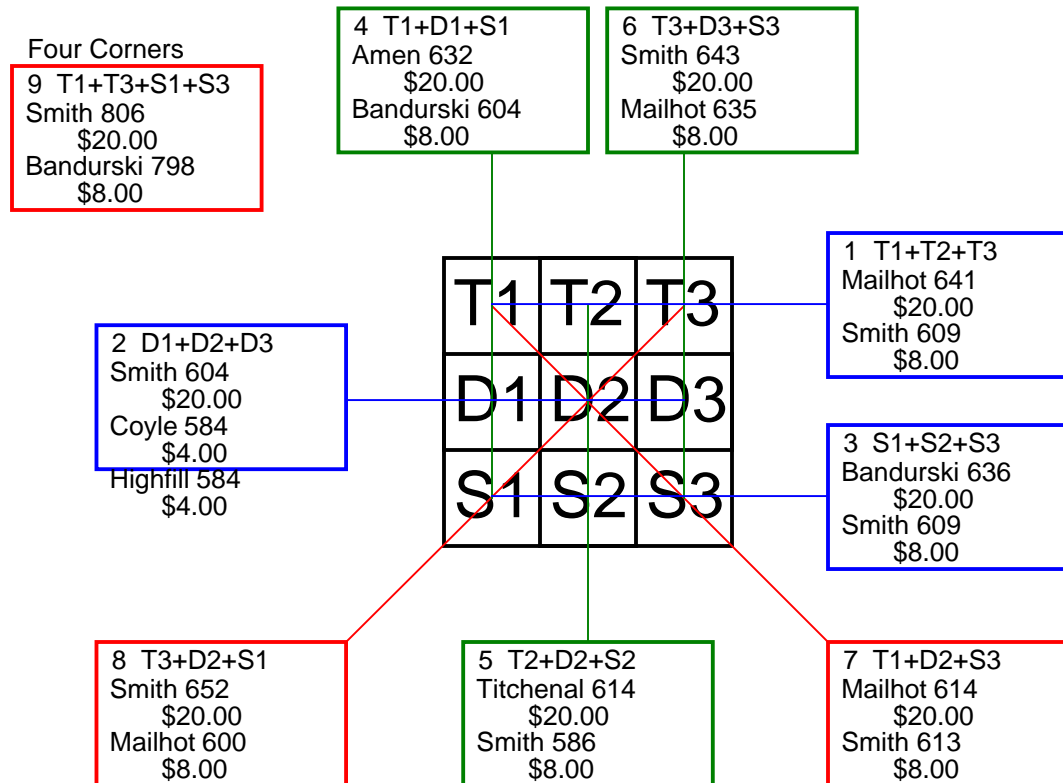 Four Corners
9 T1+T3+S1+S3
Smith 806
$20.00
Bandurski 798
$8.00
4 T1+D1+S1
Amen 632
$20.00
Bandurski 604
$8.00
6 T3+D3+S3
Smith 643
$20.00
Mailhot 635
$8.00
1 T1+T2+T3
Mailhot 641
$20.00
Smith 609
$8.00
2 D1+D2+D3
Smith 604
$20.00
Coyle 584
$4.00
Highfill 584
$4.00
T1 T2 T3
D1 D2 D3
S1 S2 S3
3 S1+S2+S3
Bandurski 636
$20.00
Smith 609
$8.00
8 T3+D2+S1
Smith 652
$20.00
Mailhot 600
$8.00
5 T2+D2+S2
Titchenal 614
$20.00
Smith 586
$8.00
7 T1+D2+S3
Mailhot 614
$20.00
Smith 613
$8.00